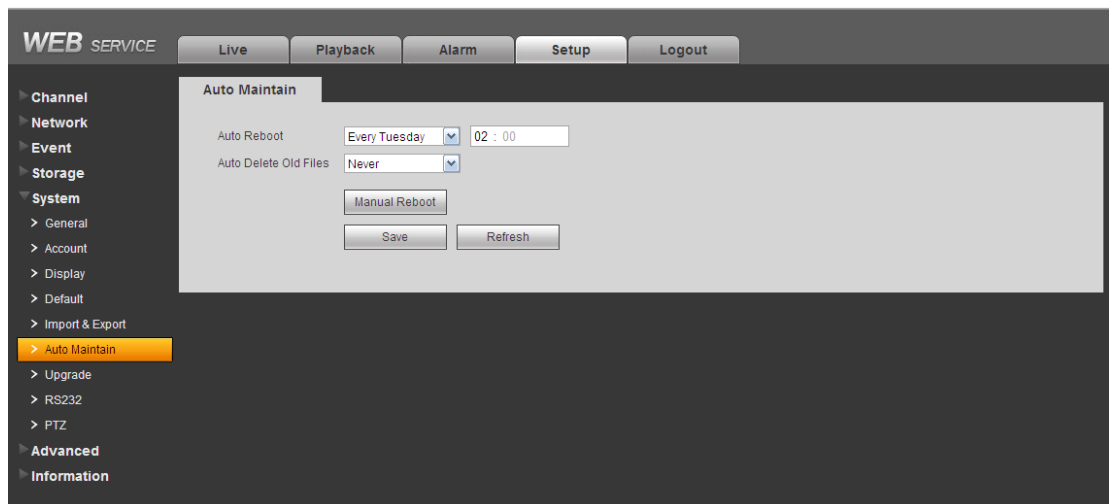 WEB SERVICE
Live Playback Alarm Setup Logout
Channel
Network
Event
Storage
System
General
Account
Display
Default
Import & Export
Auto Maintain
Upgrade
RS232
PTZ
Advanced
Information
Auto Maintain
Auto Reboot Every Tuesday 02 : 00
Auto Delete Old Files Never
Manual Reboot
Save Refresh